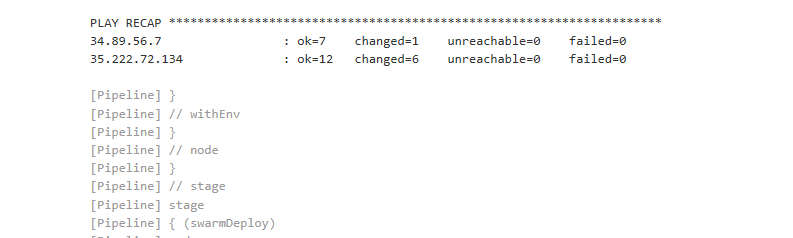 PLAY RECAP *********************************************************************
34.89.56.7                 : ok=7    changed=1    unreachable=0    failed=0
35.222.72.134              : ok=12   changed=6    unreachable=0    failed=0
[Pipeline] }
[Pipeline] // withEnv
[Pipeline] }
[Pipeline] // node
[Pipeline] }
[Pipeline] // stage
[Pipeline] stage
[Pipeline] { (swarmDeploy)